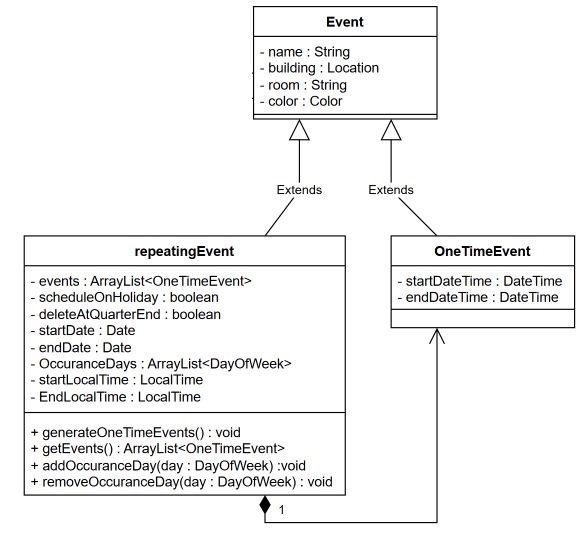 Event
- name : String
- building : Location
- room : String
- color : Color
Extends
Extends
repeatingEvent
- events : ArrayList<OneTimeEvent>
- scheduleOnHoliday : boolean
- deleteAtQuarterEnd : boolean
- startDate : Date
- endDate : Date
- OccuranceDays : ArrayList<DayOfWeek>
- startLocalTime : LocalTime
- EndLocalTime : LocalTime
+ generateOneTimeEvents() : void
+ getEvents() : ArrayList<OneTimeEvent>
+ addOccuranceDay(day : DayOfWeek) :void
+ removeOccuranceDay(day : DayOfWeek) : void
OneTimeEvent
- startDateTime : DateTime
- endDateTime : DateTime
1